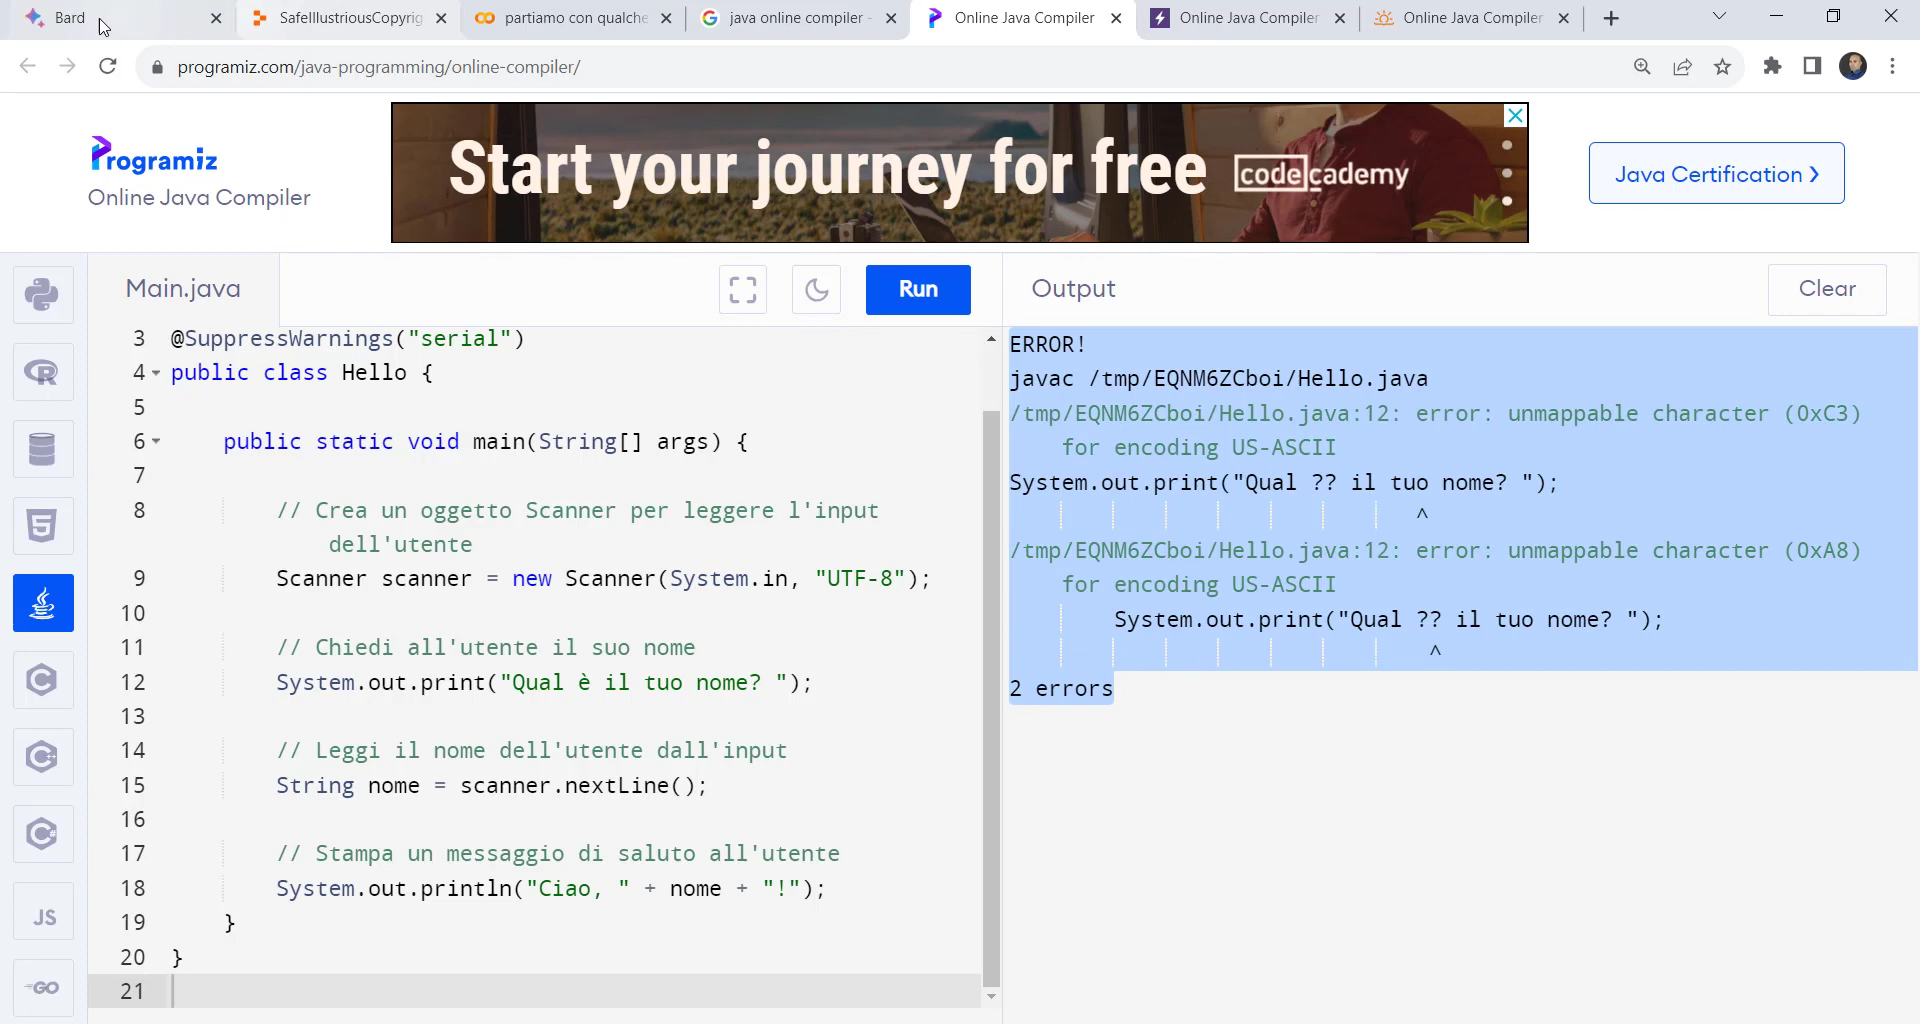 Bard
SafeIllustriousCopyrig
partiamo con qualche
java online compiler -
Online Java Compiler
Online Java Compiler
Online Java Compiler
programiz.com/java-programming/online-compiler/
Programiz
Online Java Compiler
Start your journey for free
codecademy
Java Certification
Main.java
Run
Output
Clear
3 @SuppressWarnings("serial")
4 public class Hello {
5
6 public static void main(String[] args) {
7
8 // Crea un oggetto Scanner per leggere l'input
dell'utente
9 Scanner scanner = new Scanner(System.in, "UTF-8");
10
11 // Chiedi all'utente il suo nome
12 System.out.print("Qual è il tuo nome? ");
13
14 // Leggi il nome dell'utente dall'input
15 String nome = scanner.nextLine();
16
17 // Stampa un messaggio di saluto all'utente
18 System.out.println("Ciao, " + nome + "!");
19 }
20 }
21
ERROR!
javac /tmp/EQNM6ZCboi/Hello.java
/tmp/EQNM6ZCboi/Hello.java:12: error: unmappable character (0xC3)
for encoding US-ASCII
System.out.print("Qual ?? il tuo nome? ");
^
/tmp/EQNM6ZCboi/Hello.java:12: error: unmappable character (0xA8)
for encoding US-ASCII
System.out.print("Qual ?? il tuo nome? ");
^
2 errors
R
5
C
C++
C#
JS
GO